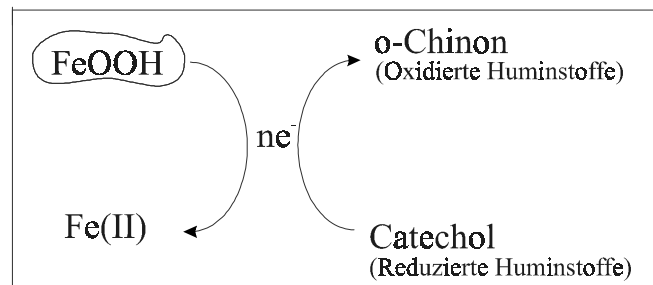 FeOOH
o-Chinon
(Oxidierte Huminstoffe)
ne⁻
Fe(II)
Catechol
(Reduzierte Huminstoffe)